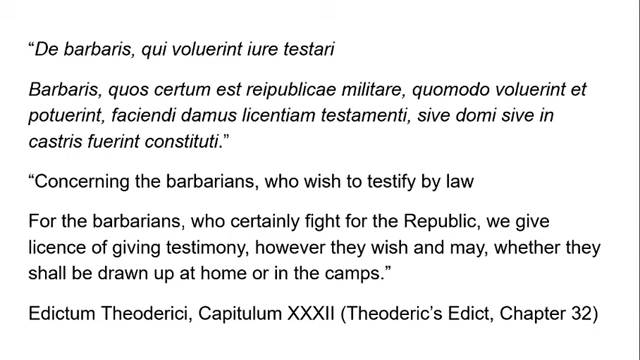 “De barbaris, qui voluerint iure testari
Barbaris, quos certum est reipublicae militare, quomodo voluerint et
potuerint, faciendi damus licentiam testamenti, sive domi sive in
castris fuerint constituti.”
“Concerning the barbarians, who wish to testify by law
For the barbarians, who certainly fight for the Republic, we give
licence of giving testimony, however they wish and may, whether they
shall be drawn up at home or in the camps.”
Edictum Theoderici, Capitulum XXXII (Theoderic’s Edict, Chapter 32)